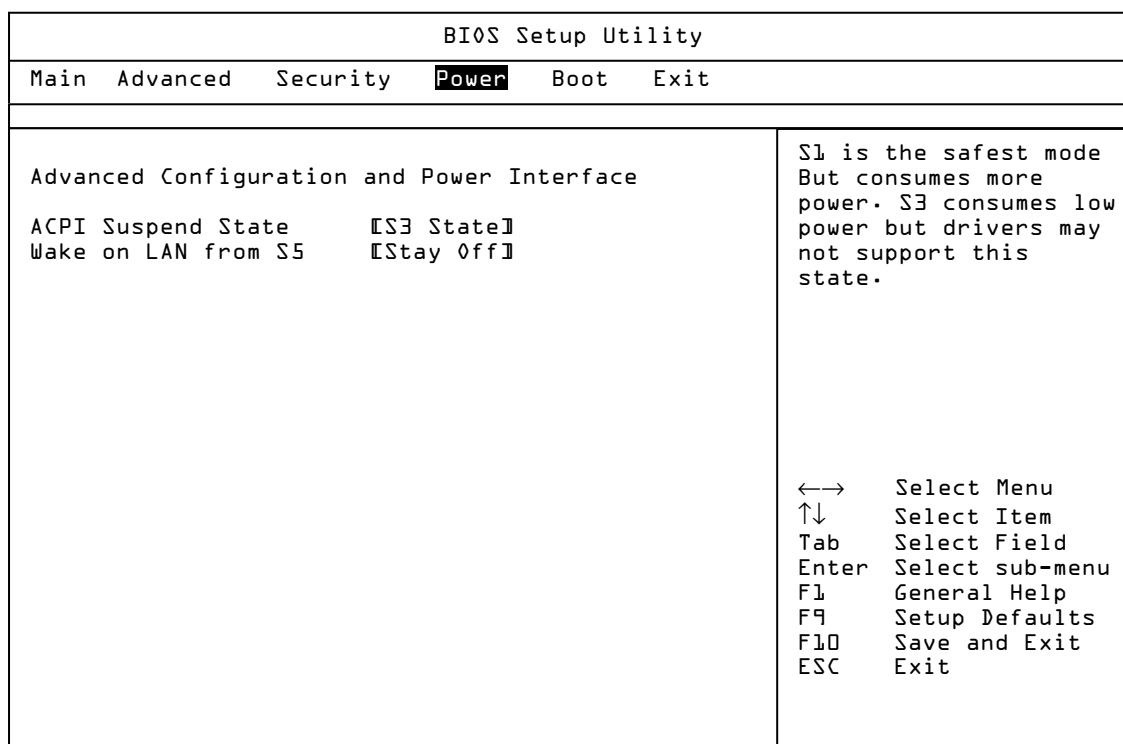 BIOS Setup Utility
Main Advanced Security Power Boot Exit
Advanced Configuration and Power Interface
ACPI Suspend State [S3 State]
Wake on LAN from S5 [Stay Off]
S1 is the safest mode
But consumes more
power. S3 consumes low
power but drivers may
not support this
state.
←→ Select Menu
↑↓ Select Item
Tab Select Field
Enter Select sub-menu
F1 General Help
F9 Setup Defaults
F10 Save and Exit
ESC Exit